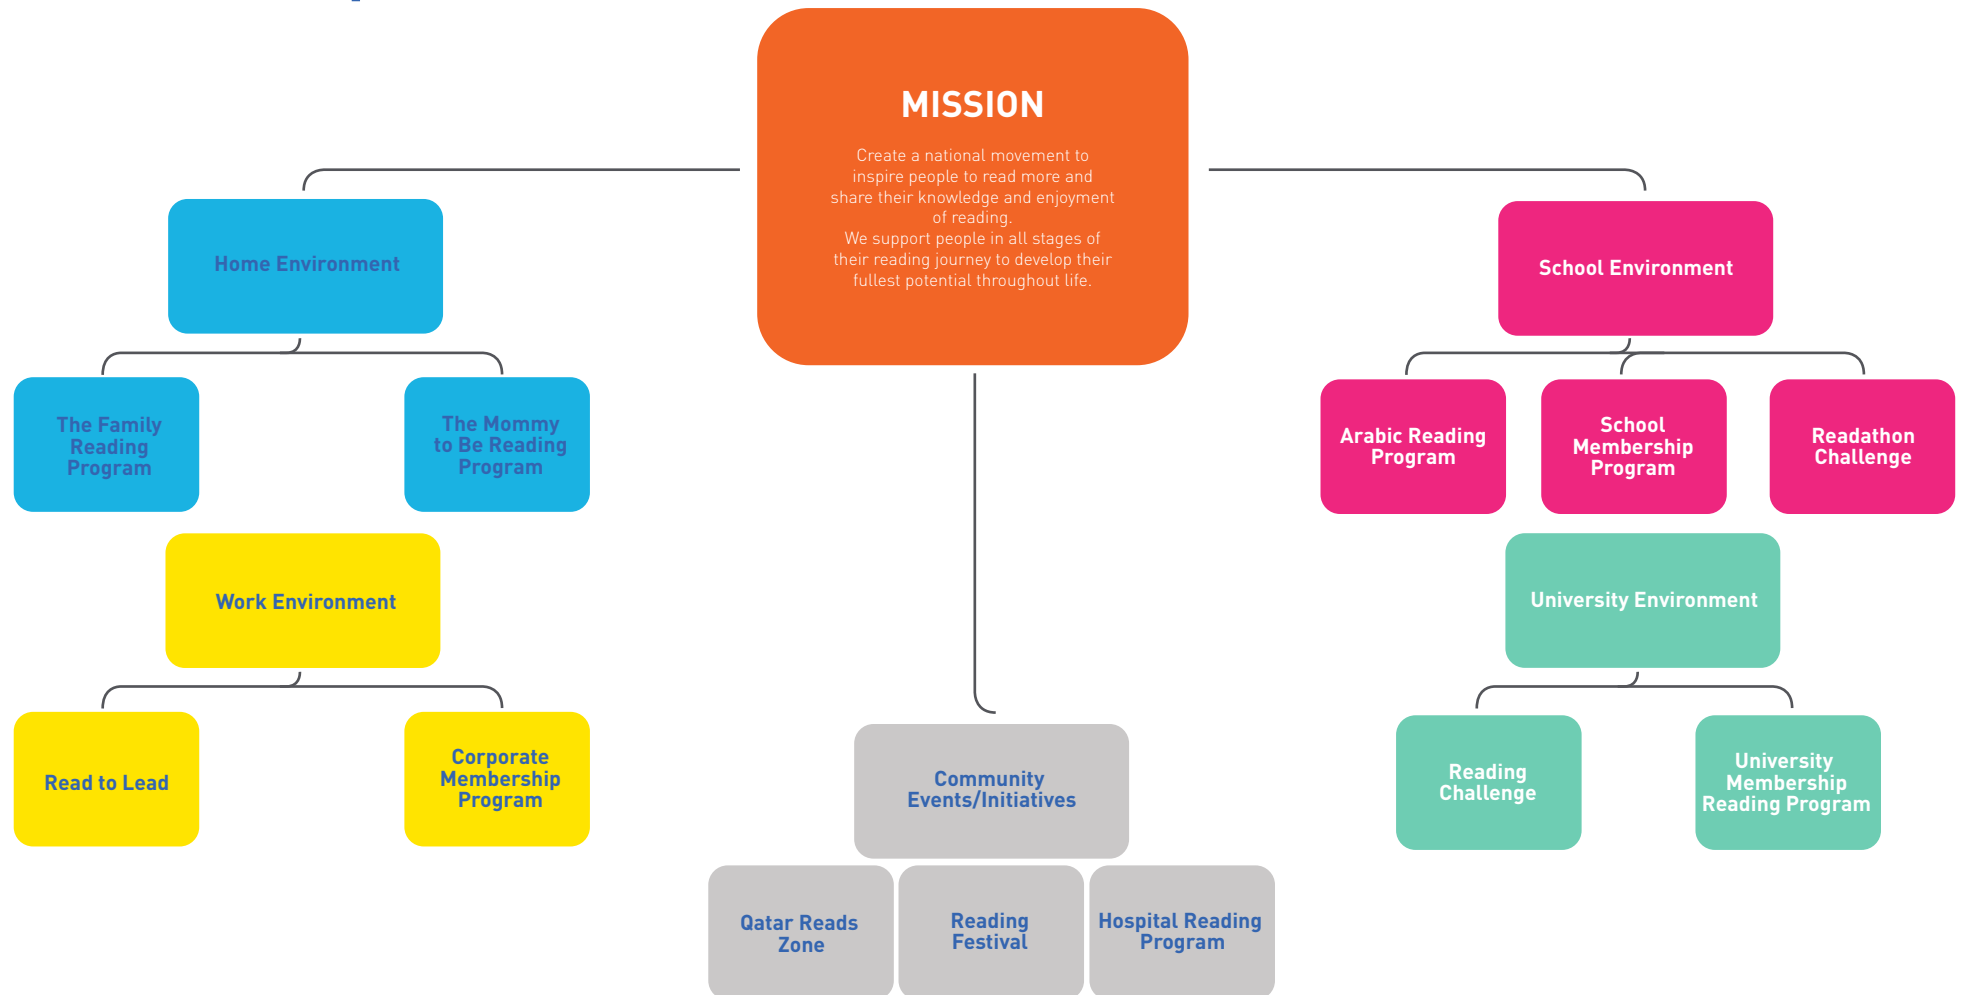 MISSION
Create a national movement to
inspire people to read more and
share their knowledge and enjoyment
of reading.
We support people in all stages of
their reading journey to develop their
fullest potential throughout life.
Home Environment
The Family
Reading
Program
The Mommy
to Be Reading
Program
School Environment
Arabic Reading
Program
School
Membership
Program
Readathon
Challenge
Work Environment
Read to Lead
Corporate
Membership
Program
University Environment
Reading
Challenge
University
Membership
Reading Program
Community
Events/Initiatives
Qatar Reads
Zone
Reading
Festival
Hospital Reading
Program